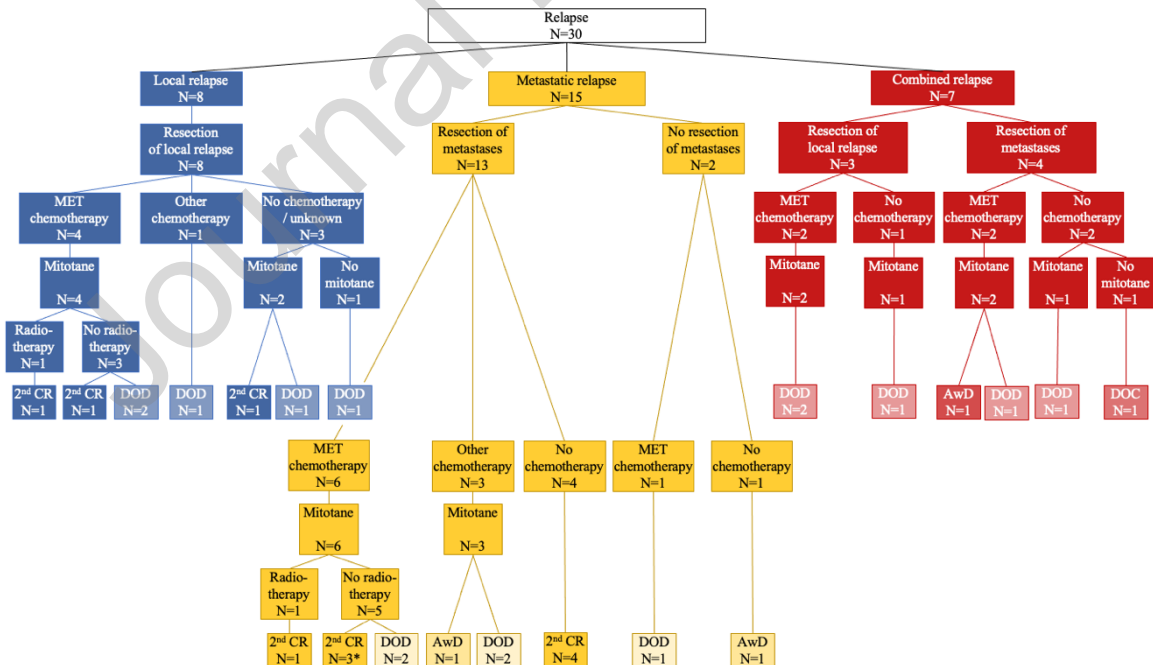 Relapse
N=30
Local relapse
N=8
Metastatic relapse
N=15
Combined relapse
N=7
Resection
of local relapse
N=8
Resection of
metastases
N=13
No resection
of metastases
N=2
Resection of
local relapse
N=3
Resection of
metastases
N=4
MET
chemotherapy
N=4
Other
chemotherapy
N=1
No chemotherapy
/ unknown
N=3
MET
chemotherapy
N=2
No
chemotherapy
N=1
MET
chemotherapy
N=2
No
chemotherapy
N=2
Mitotane
N=4
Mitotane
N=2
No
mitotane
N=1
Mitotane
N=2
Mitotane
N=1
Mitotane
N=2
Mitotane
N=1
No
mitotane
N=1
Radio-
therapy
N=1
No radio-
therapy
N=3
2nd CR
N=1
2nd CR
N=1
DOD
N=2
DOD
N=1
2nd CR
N=1
DOD
N=1
DOD
N=1
DOD
N=2
DOD
N=1
AwD
N=1
DOD
N=1
DOD
N=1
DOC
N=1
MET
chemotherapy
N=6
Other
chemotherapy
N=3
No
chemotherapy
N=4
MET
chemotherapy
N=1
No
chemotherapy
N=1
Mitotane
N=6
Mitotane
N=3
Radio-
therapy
N=1
No radio-
therapy
N=5
2nd CR
N=1
2nd CR
N=3*
DOD
N=2
AwD
N=1
DOD
N=2
2nd CR
N=4
DOD
N=1
AwD
N=1
Journal